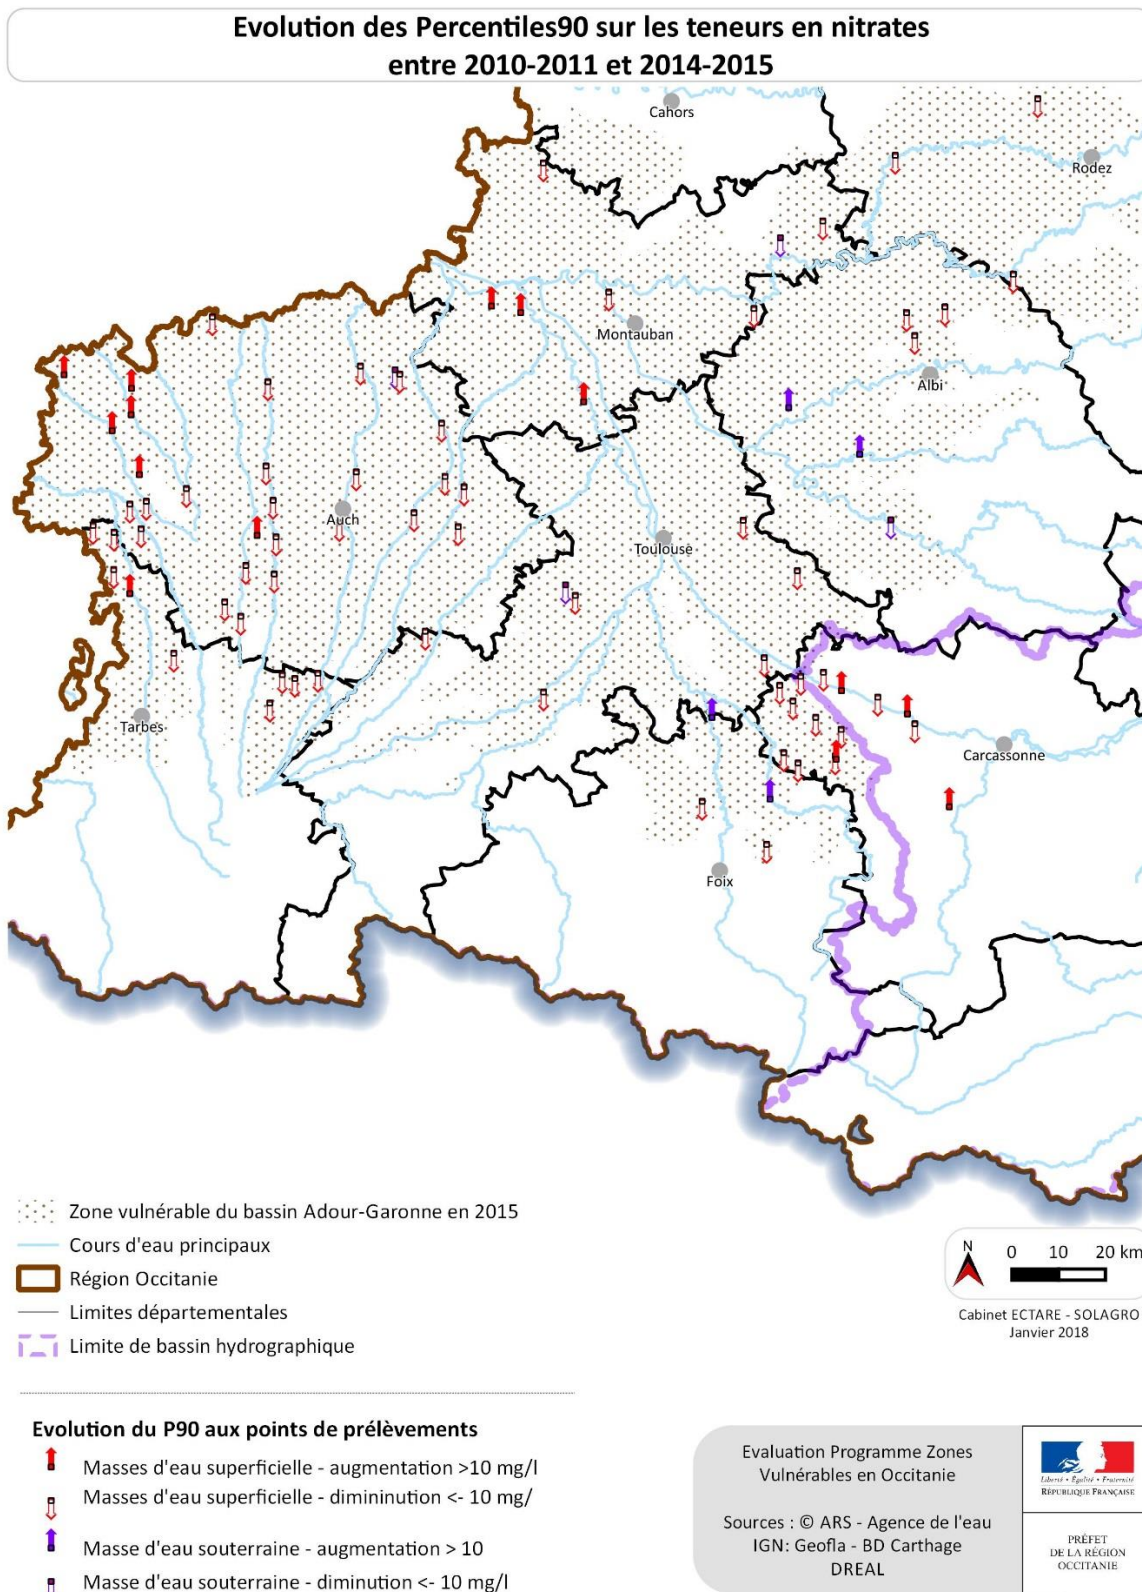 Evolution des Percentiles90 sur les teneurs en nitrates
entre 2010-2011 et 2014-2015
Cahors
Rodez
Montauban
Albi
Auch
Toulouse
Tarbes
Carcassonne
Foix
Zone vulnérable du bassin Adour-Garonne en 2015
Cours d'eau principaux
Région Occitanie
Limites départementales
Limite de bassin hydrographique
N
0 10 20 km
Cabinet ECTARE - SOLAGRO
Janvier 2018
Evolution du P90 aux points de prélèvements
Masses d'eau superficielle - augmentation >10 mg/l
Masses d'eau superficielle - dimininution <- 10 mg/
Masse d'eau souterraine - augmentation > 10
Masse d'eau souterraine - diminution <- 10 mg/l
Evaluation Programme Zones
Vulnérables en Occitanie
Sources : © ARS - Agence de l'eau
IGN: Geofla - BD Carthage
DREAL
Liberté • Égalité • Fraternité
RÉPUBLIQUE FRANÇAISE
PRÉFET
DE LA RÉGION
OCCITANIE